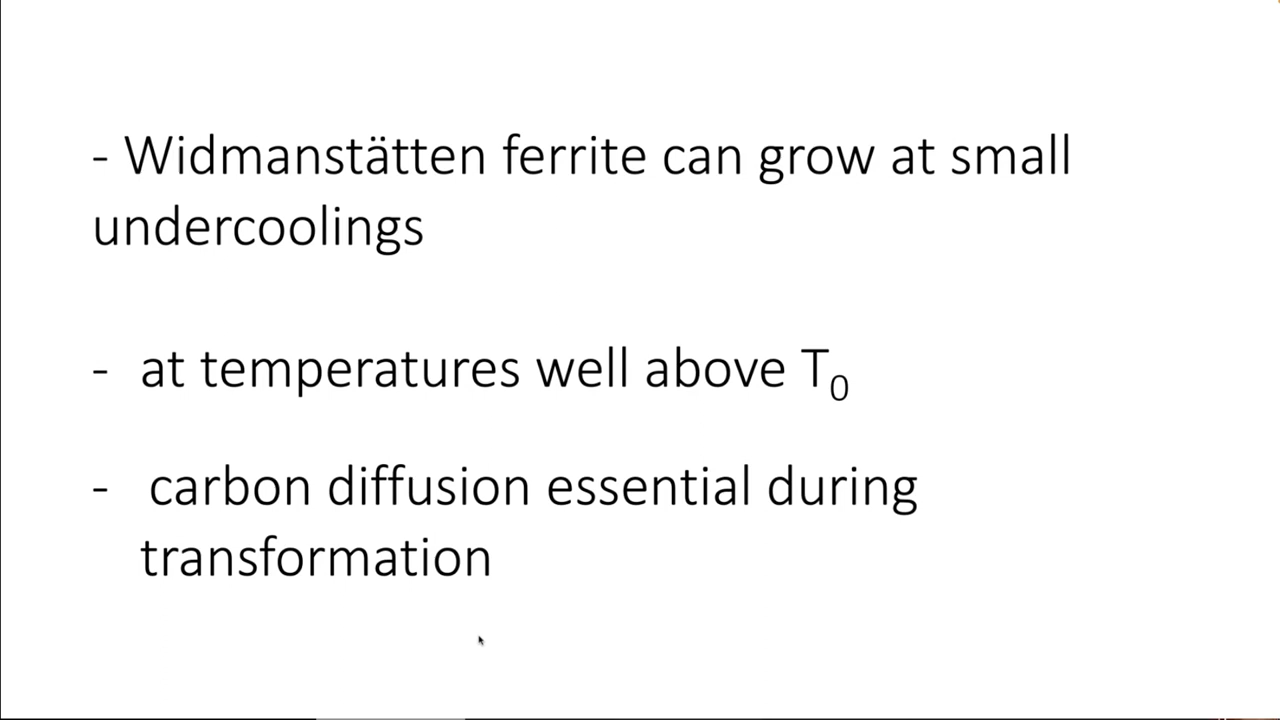 - Widmanstätten ferrite can grow at small
undercoolings
- at temperatures well above T₀
- carbon diffusion essential during
transformation